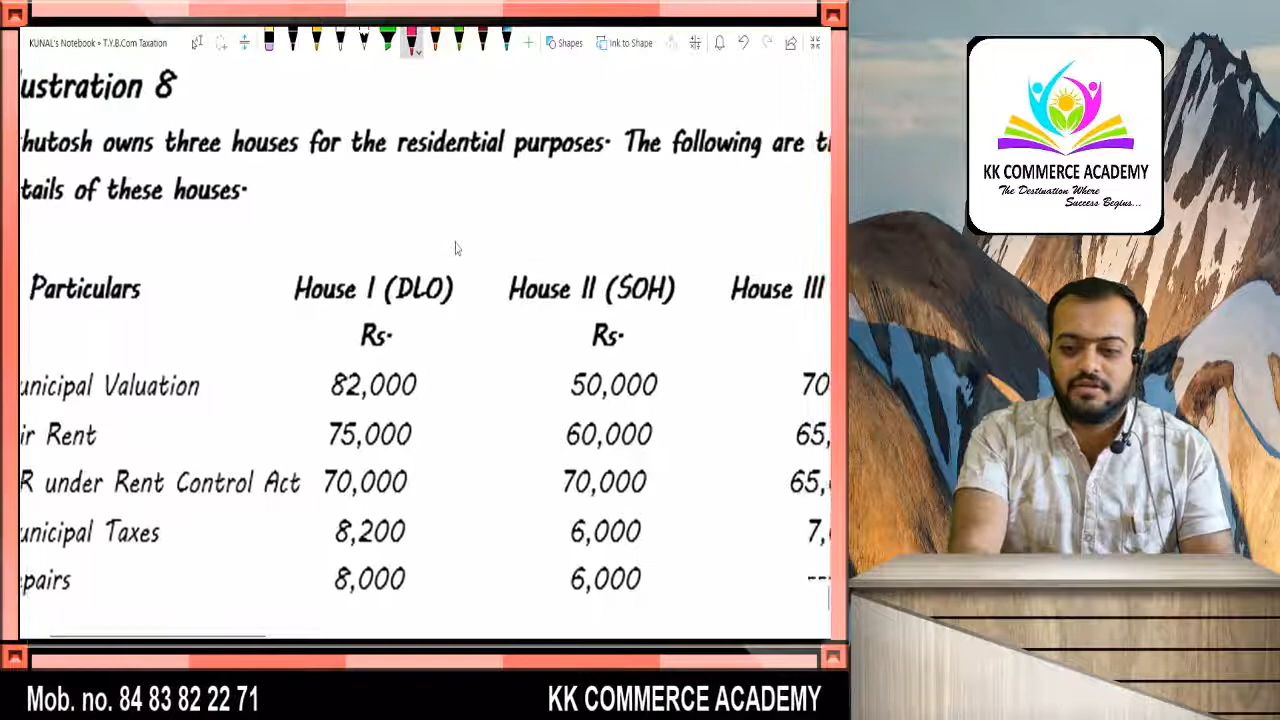 KUNAL's Notebook » T.Y.B.Com Taxation
Shapes
Ink to Shape
ustration 8
hutosh owns three houses for the residential purposes. The following are t
tails of these houses.
Particulars House I (DLO) House II (SOH) House III
Rs. Rs.
unicipal Valuation 82,000 50,000 70
ir Rent 75,000 60,000 65,
R under Rent Control Act 70,000 70,000 65,
unicipal Taxes 8,200 6,000 7,
pairs 8,000 6,000 --
KK COMMERCE ACADEMY
The Destination Where
Success Begins...
Mob. no. 84 83 82 22 71 KK COMMERCE ACADEMY